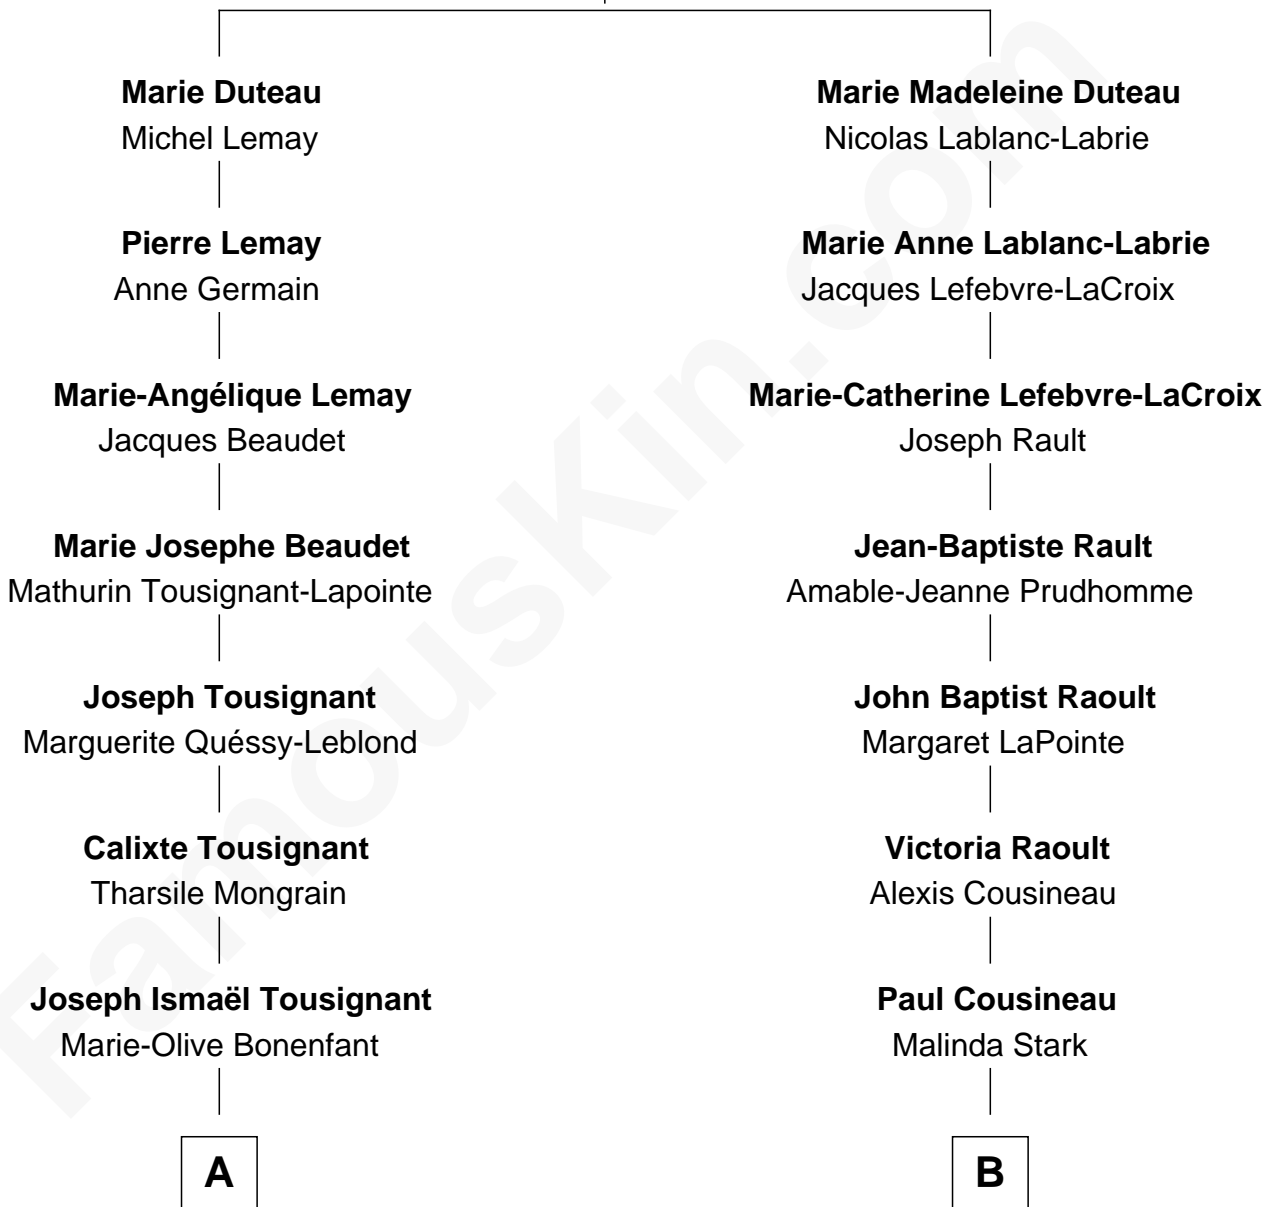 Marie Duteau
Michel Lemay
Pierre Lemay
Anne Germain
Marie-Angélique Lemay
Jacques Beaudet
Marie Josephe Beaudet
Mathurin Tousignant-Lapointe
Joseph Tousignant
Marguerite Quéssy-Leblond
Calixte Tousignant
Tharsile Mongrain
Joseph Ismaël Tousignant
Marie-Olive Bonenfant
A
Marie Madeleine Duteau
Nicolas Lablanc-Labrie
Marie Anne Lablanc-Labrie
Jacques Lefebvre-LaCroix
Marie-Catherine Lefebvre-LaCroix
Joseph Rault
Jean-Baptiste Rault
Amable-Jeanne Prudhomme
John Baptist Raoult
Margaret LaPointe
Victoria Raoult
Alexis Cousineau
Paul Cousineau
Malinda Stark
B
FamousKin.com